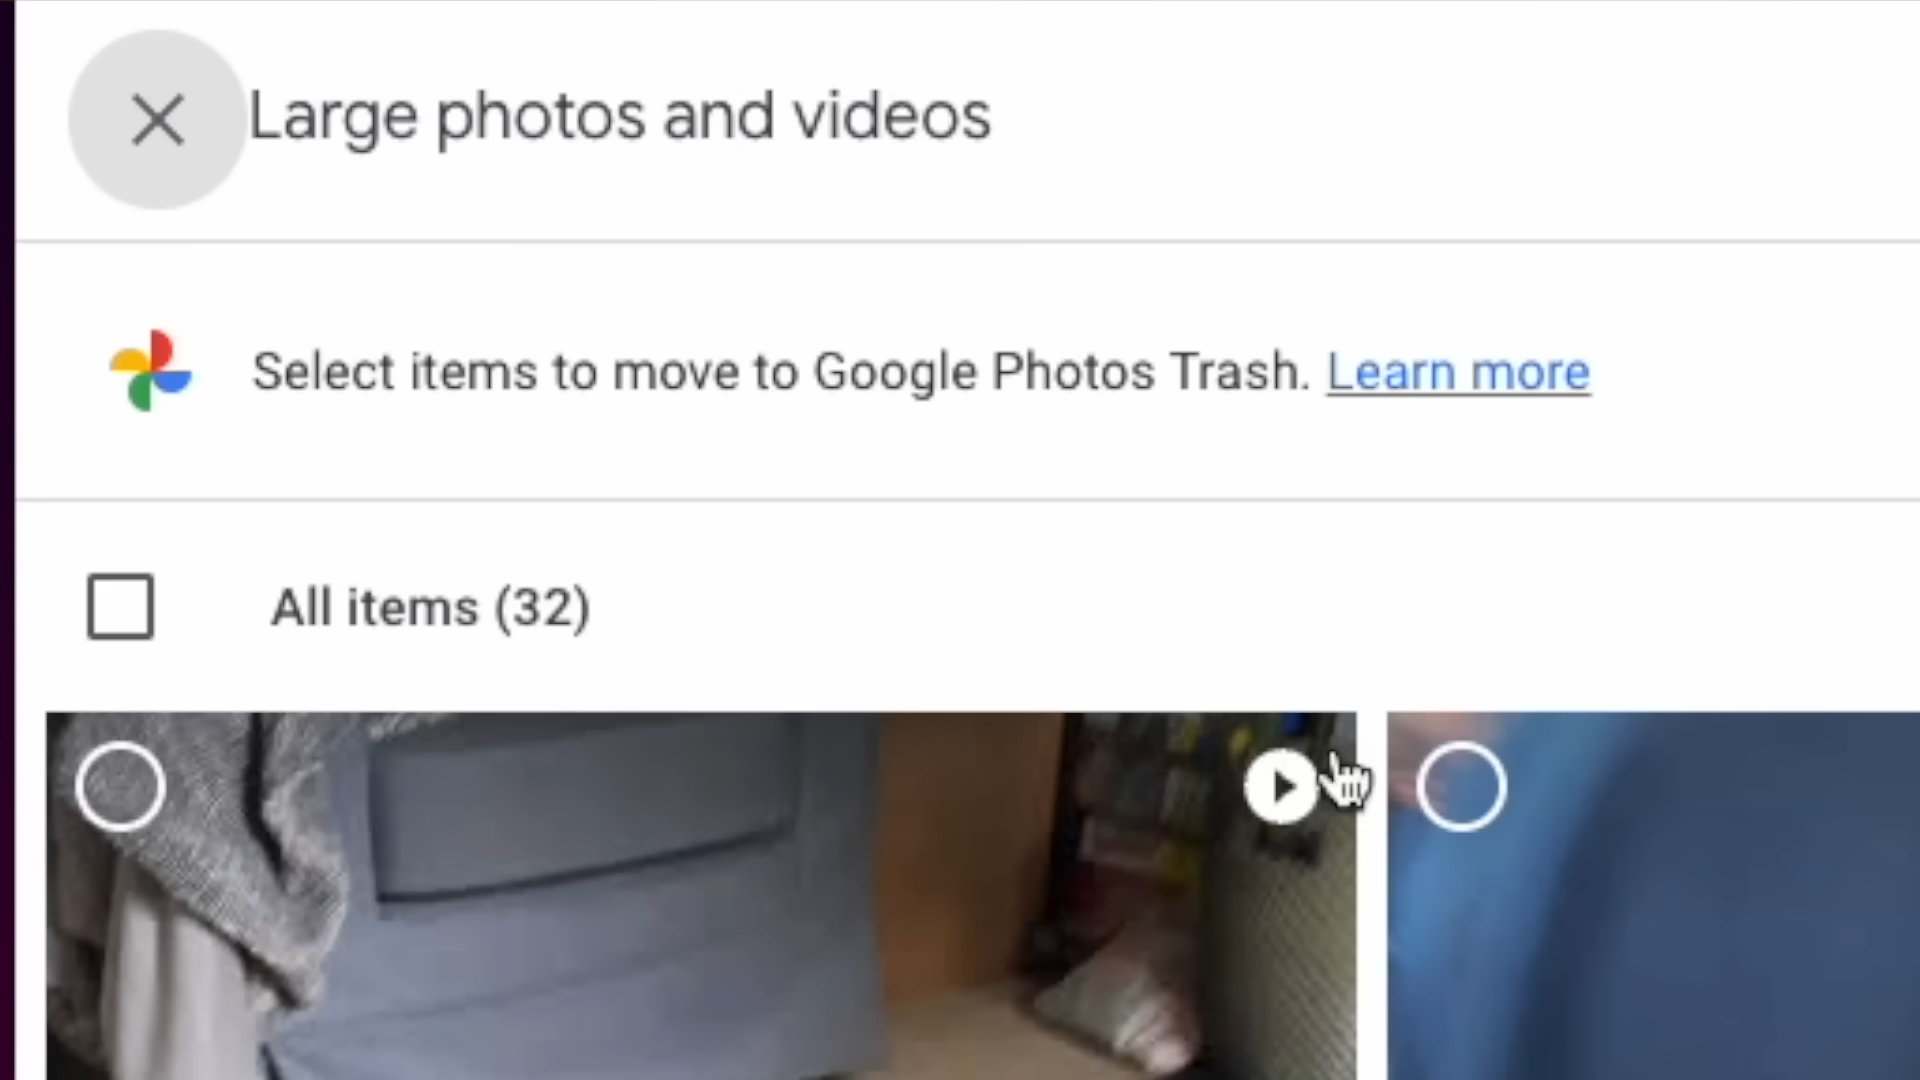 Large photos and videos
Select items to move to Google Photos Trash. Learn more
All items (32)